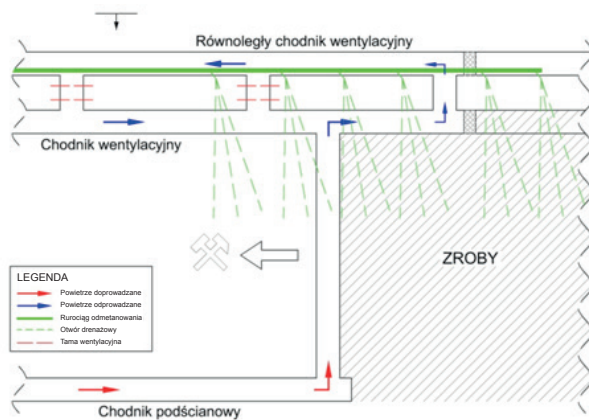 Równoległy chodnik wentylacyjny
Chodnik wentylacyjny
ZROBY
LEGENDA
Powietrze doprowadzane
Powietrze odprowadzane
Rurociąg odmetanowania
Otwór drenażowy
Tama wentylacyjna
Chodnik podścianowy